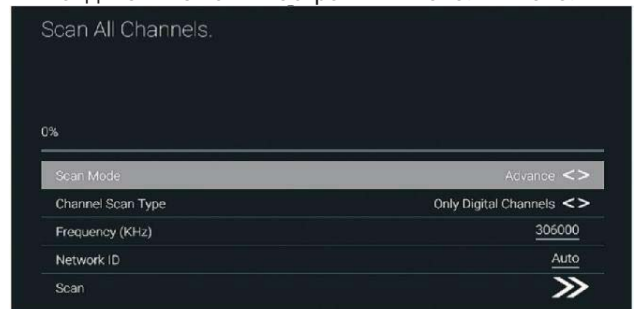 Scan All Channels.
0%
Scan Mode Advance <>
Channel Scan Type Only Digital Channels <>
Frequency (KHz) 306000
Network ID Auto
Scan >>